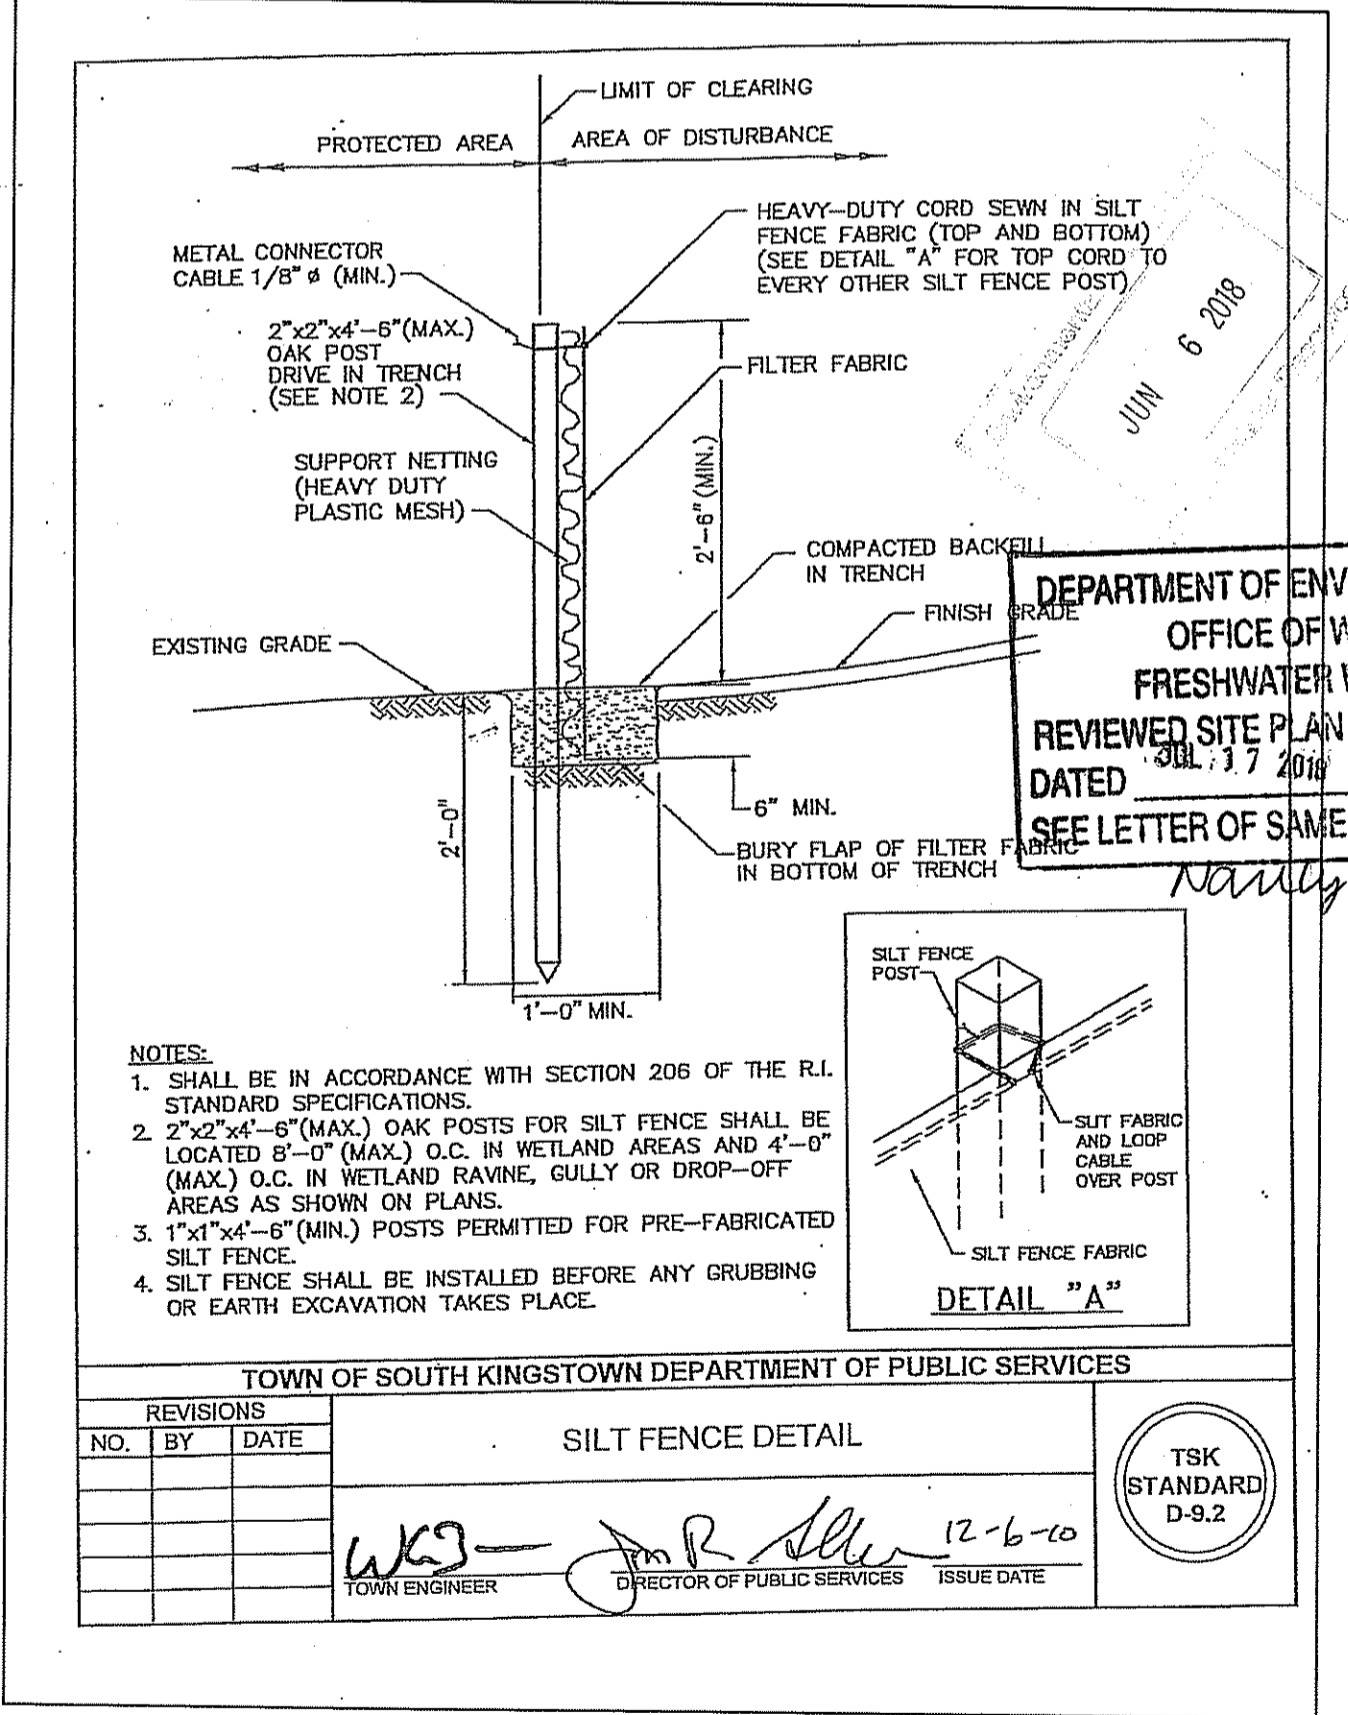 LIMIT OF CLEARING
PROTECTED AREA
AREA OF DISTURBANCE
HEAVY-DUTY CORD SEWN IN SILT
FENCE FABRIC (TOP AND BOTTOM)
(SEE DETAIL "A" FOR TOP CORD TO
EVERY OTHER SILT FENCE POST)
METAL CONNECTOR
CABLE 1/8" ø (MIN.)
2"x2"x4'-6"(MAX.)
OAK POST
DRIVE IN TRENCH
(SEE NOTE 2)
FILTER FABRIC
JUN 6 2018
SUPPORT NETTING
(HEAVY DUTY
PLASTIC MESH)
2'-6" (MIN.)
COMPACTED BACKFILL
IN TRENCH
FINISH GRADE
EXISTING GRADE
DEPARTMENT OF ENV
OFFICE OF W
FRESHWATER W
REVIEWED SITE PLAN
DATED JUL 17 2018
SEE LETTER OF SAME
Nancy
2'-0"
6" MIN.
BURY FLAP OF FILTER FABRIC
IN BOTTOM OF TRENCH
1'-0" MIN.
SILT FENCE
POST
SLIT FABRIC
AND LOOP
CABLE
OVER POST
SILT FENCE FABRIC
DETAIL "A"
NOTES:
1. SHALL BE IN ACCORDANCE WITH SECTION 206 OF THE R.I.
STANDARD SPECIFICATIONS.
2. 2"x2"x4'-6"(MAX.) OAK POSTS FOR SILT FENCE SHALL BE
LOCATED 8'-0" (MAX.) O.C. IN WETLAND AREAS AND 4'-0"
(MAX.) O.C. IN WETLAND RAVINE, GULLY OR DROP-OFF
AREAS AS SHOWN ON PLANS.
3. 1"x1"x4'-6"(MIN.) POSTS PERMITTED FOR PRE-FABRICATED
SILT FENCE.
4. SILT FENCE SHALL BE INSTALLED BEFORE ANY GRUBBING
OR EARTH EXCAVATION TAKES PLACE.
TOWN OF SOUTH KINGSTOWN DEPARTMENT OF PUBLIC SERVICES
REVISIONS
NO. BY DATE
SILT FENCE DETAIL
TSK
STANDARD
D-9.2
12-6-10
TOWN ENGINEER
DIRECTOR OF PUBLIC SERVICES
ISSUE DATE